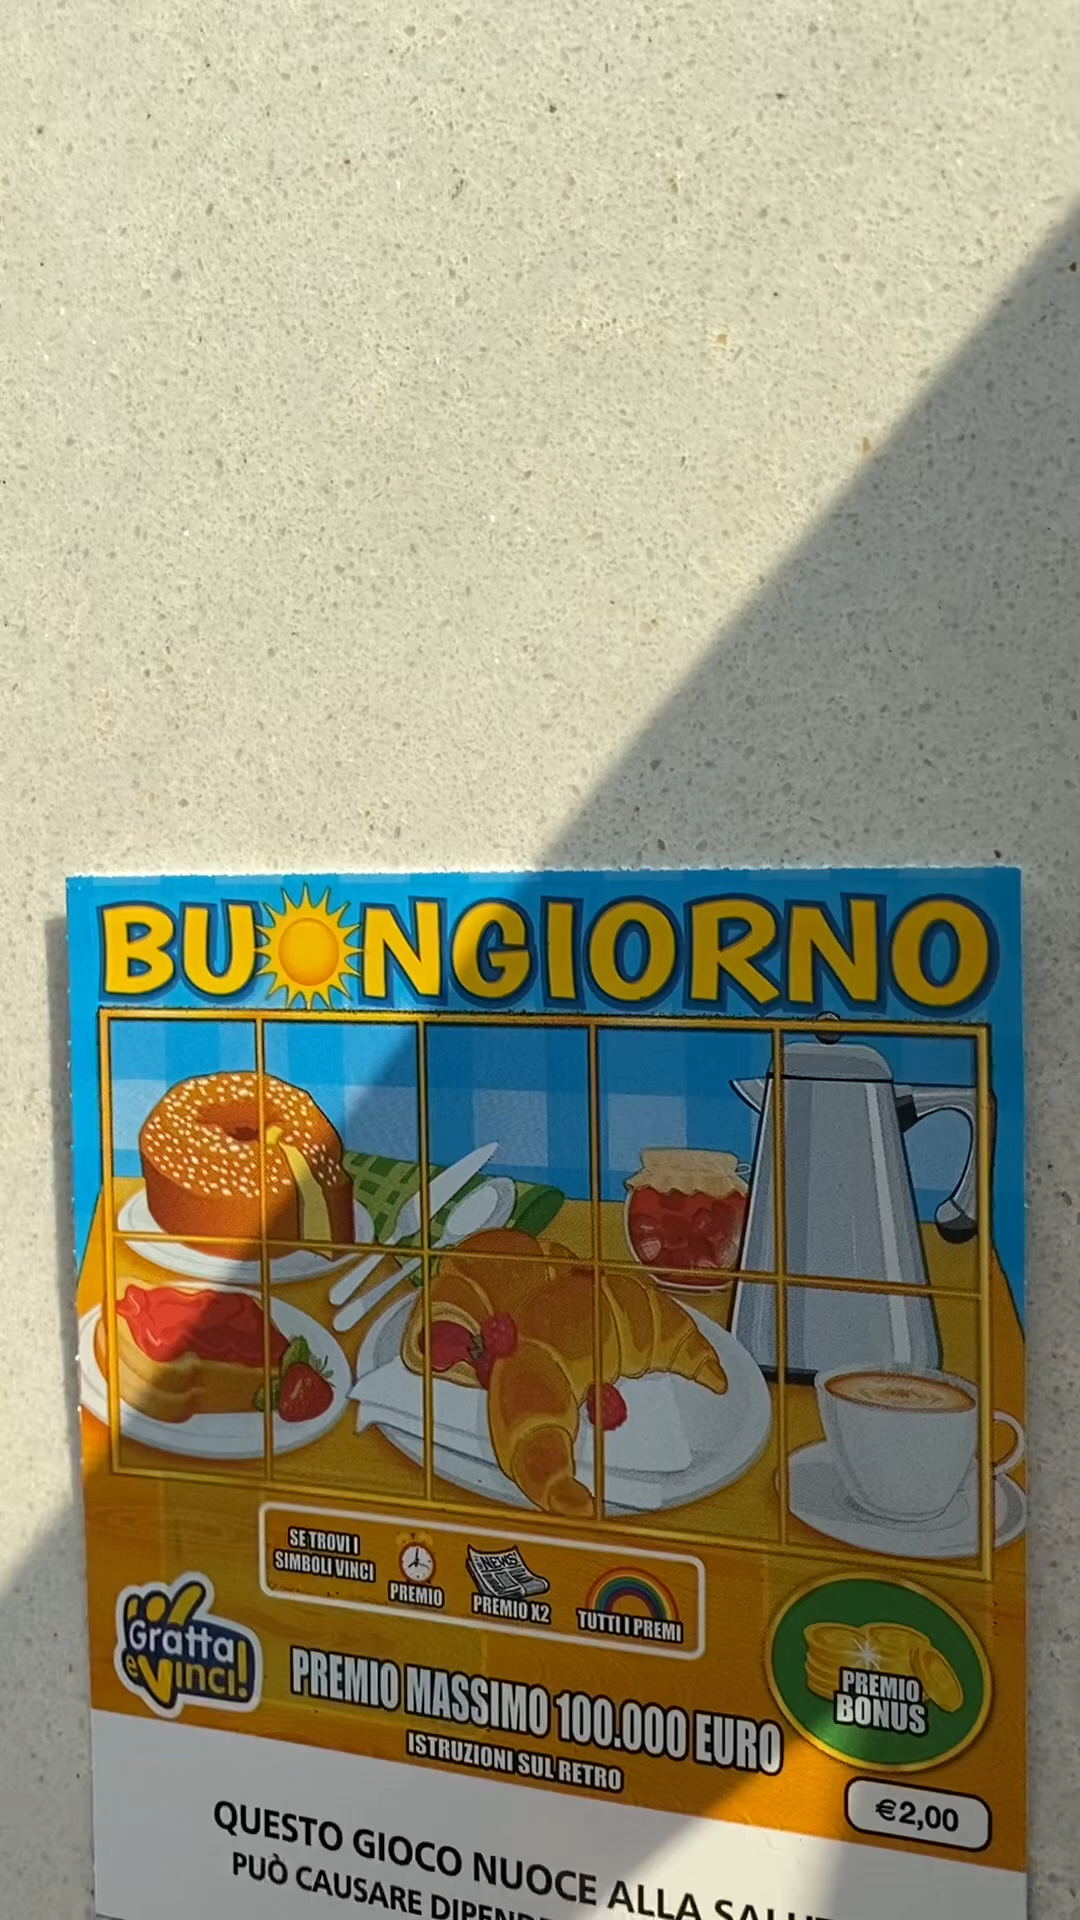 BUONGIORNO
SE TROVI I
SIMBOLI VINCI
NEWS
PREMIO
PREMIO X2
TUTTI I PREMI
Gratta
e Vinci!
PREMIO MASSIMO 100.000 EURO
ISTRUZIONI SUL RETRO
PREMIO
BONUS
€2,00
QUESTO GIOCO NUOCE ALLA
PUÒ CAUSARE